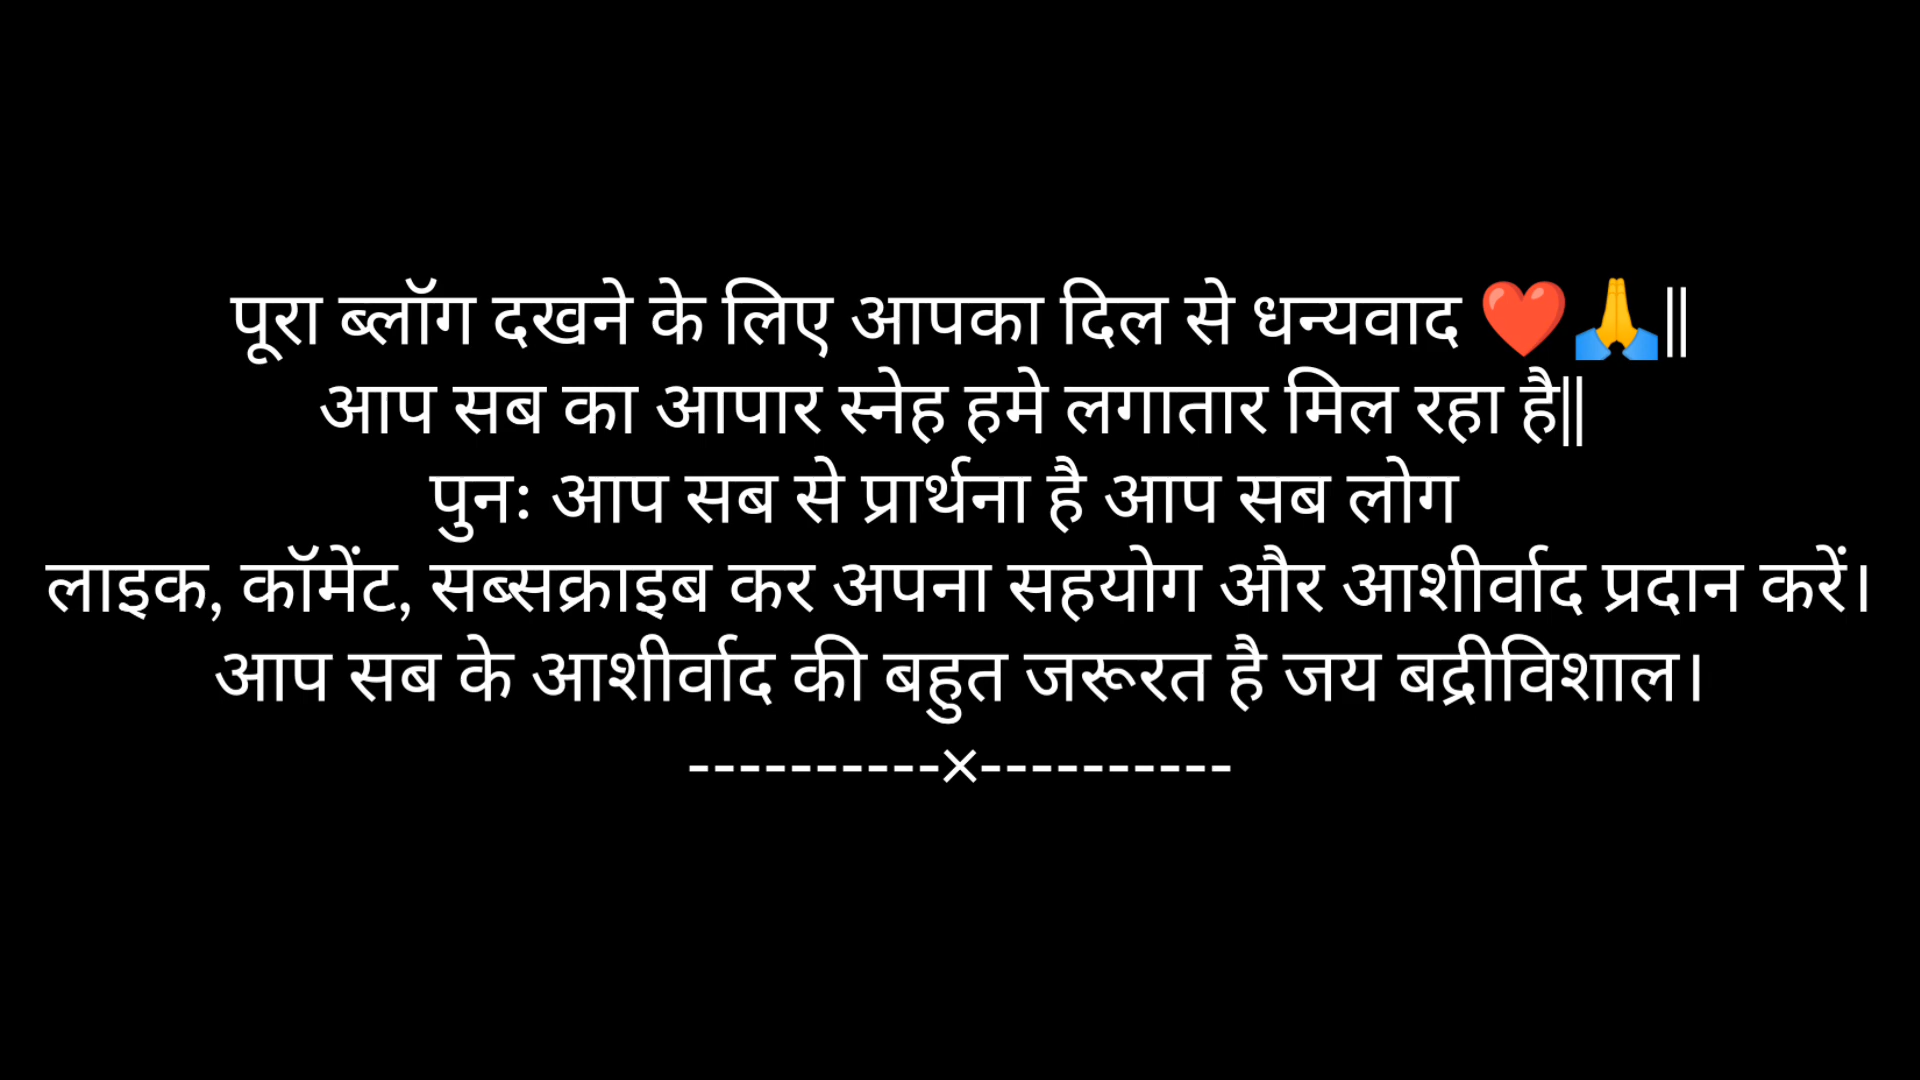 पूरा ब्लॉग दखने के लिए आपका दिल से धन्यवाद ❤️🙏||
आप सब का आपार स्नेह हमे लगातार मिल रहा है||
पुनः आप सब से प्रार्थना है आप सब लोग
लाइक, कॉमेंट, सब्सक्राइब कर अपना सहयोग और आशीर्वाद प्रदान करें।
आप सब के आशीर्वाद की बहुत जरूरत है जय बद्रीविशाल।
----------×----------